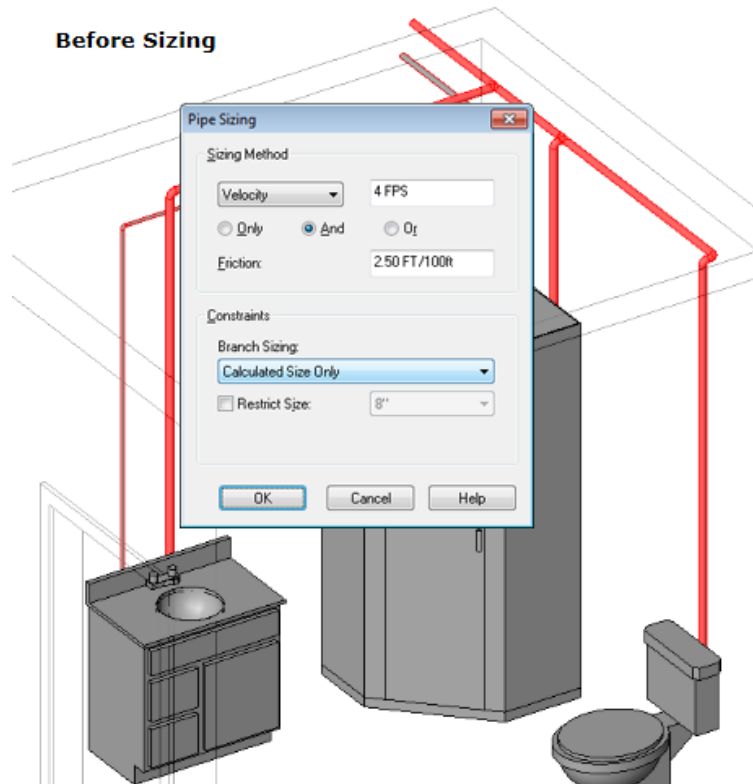 Before Sizing
Pipe Sizing
Sizing Method
Velocity 4 FPS
Only And Or
Friction: 2.50 FT/100ft
Constraints
Branch Sizing:
Calculated Size Only
Restrict Size: 8"
OK Cancel Help